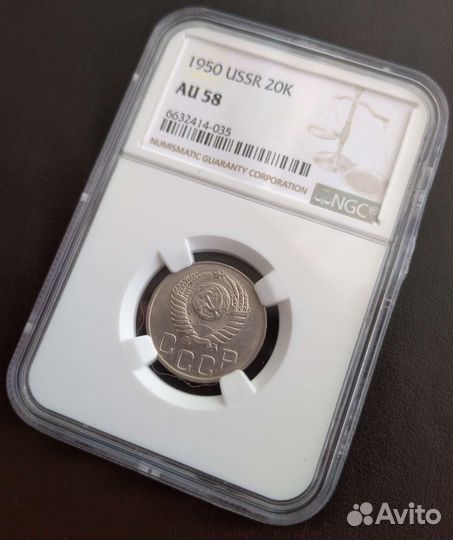 1950 USSR 20K
AU 58
6632414-035
NUMISMATIC GUARANTY CORPORATION
NGC®
СССР
Avito